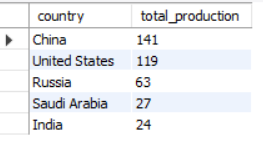 country total_production
China 141
United States 119
Russia 63
Saudi Arabia 27
India 24